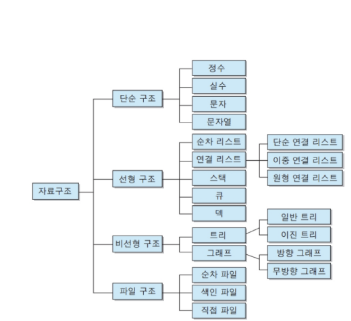 정수
단순 구조
실수
문자
문자열
순차 리스트
연결 리스트
단순 연결 리스트
이중 연결 리스트
원형 연결 리스트
선형 구조
스택
큐
덱
자료구조
비선형 구조
트리
일반 트리
이진 트리
그래프
방향 그래프
무방향 그래프
파일 구조
순차 파일
색인 파일
직접 파일